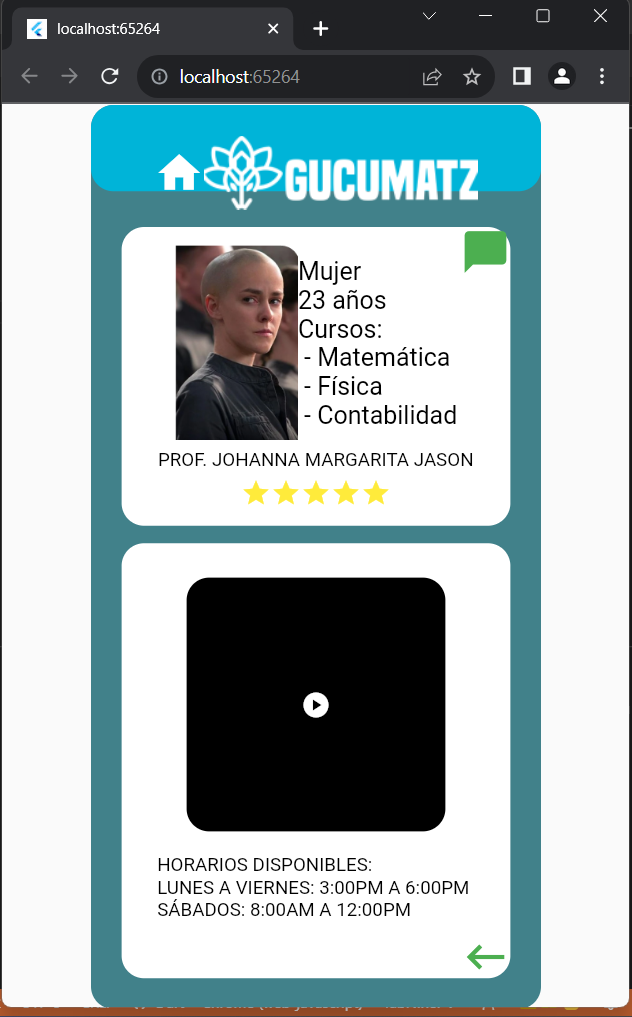 localhost:65264
localhost:65264
GUCUMATZ
Mujer
23 años
Cursos:
- Matemática
- Física
- Contabilidad
PROF. JOHANNA MARGARITA JASON
HORARIOS DISPONIBLES:
LUNES A VIERNES: 3:00PM A 6:00PM
SÁBADOS: 8:00AM A 12:00PM